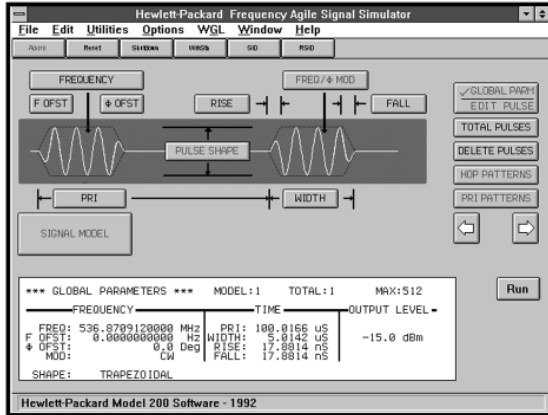 Hewlett-Packard Frequency Agile Signal Simulator
File Edit Utilities Options WGL Window Help
Abort Reset Shutdown WidSlb SID RSID
FREQUENCY
FREQ/Φ MOD
GLOBAL PARM
EDIT PULSE
F OFST Φ OFST RISE FALL
TOTAL PULSES
PULSE SHAPE
DELETE PULSES
HOP PATTERNS
PRI WIDTH
PRI PATTERNS
SIGNAL MODEL
*** GLOBAL PARAMETERS *** MODEL:1 TOTAL:1 MAX:512
Run
FREQUENCY TIME OUTPUT LEVEL
FREQ: 536.8709120000 MHz PRI: 100.0166 uS
F OFST: 0.0000000000 Hz WIDTH: 5.0142 uS -15.0 dBm
Φ OFST: 0.0 Deg RISE: 17.8814 nS
MOD: CW FALL: 17.8814 nS
SHAPE: TRAPEZOIDAL
Hewlett-Packard Model 200 Software - 1992